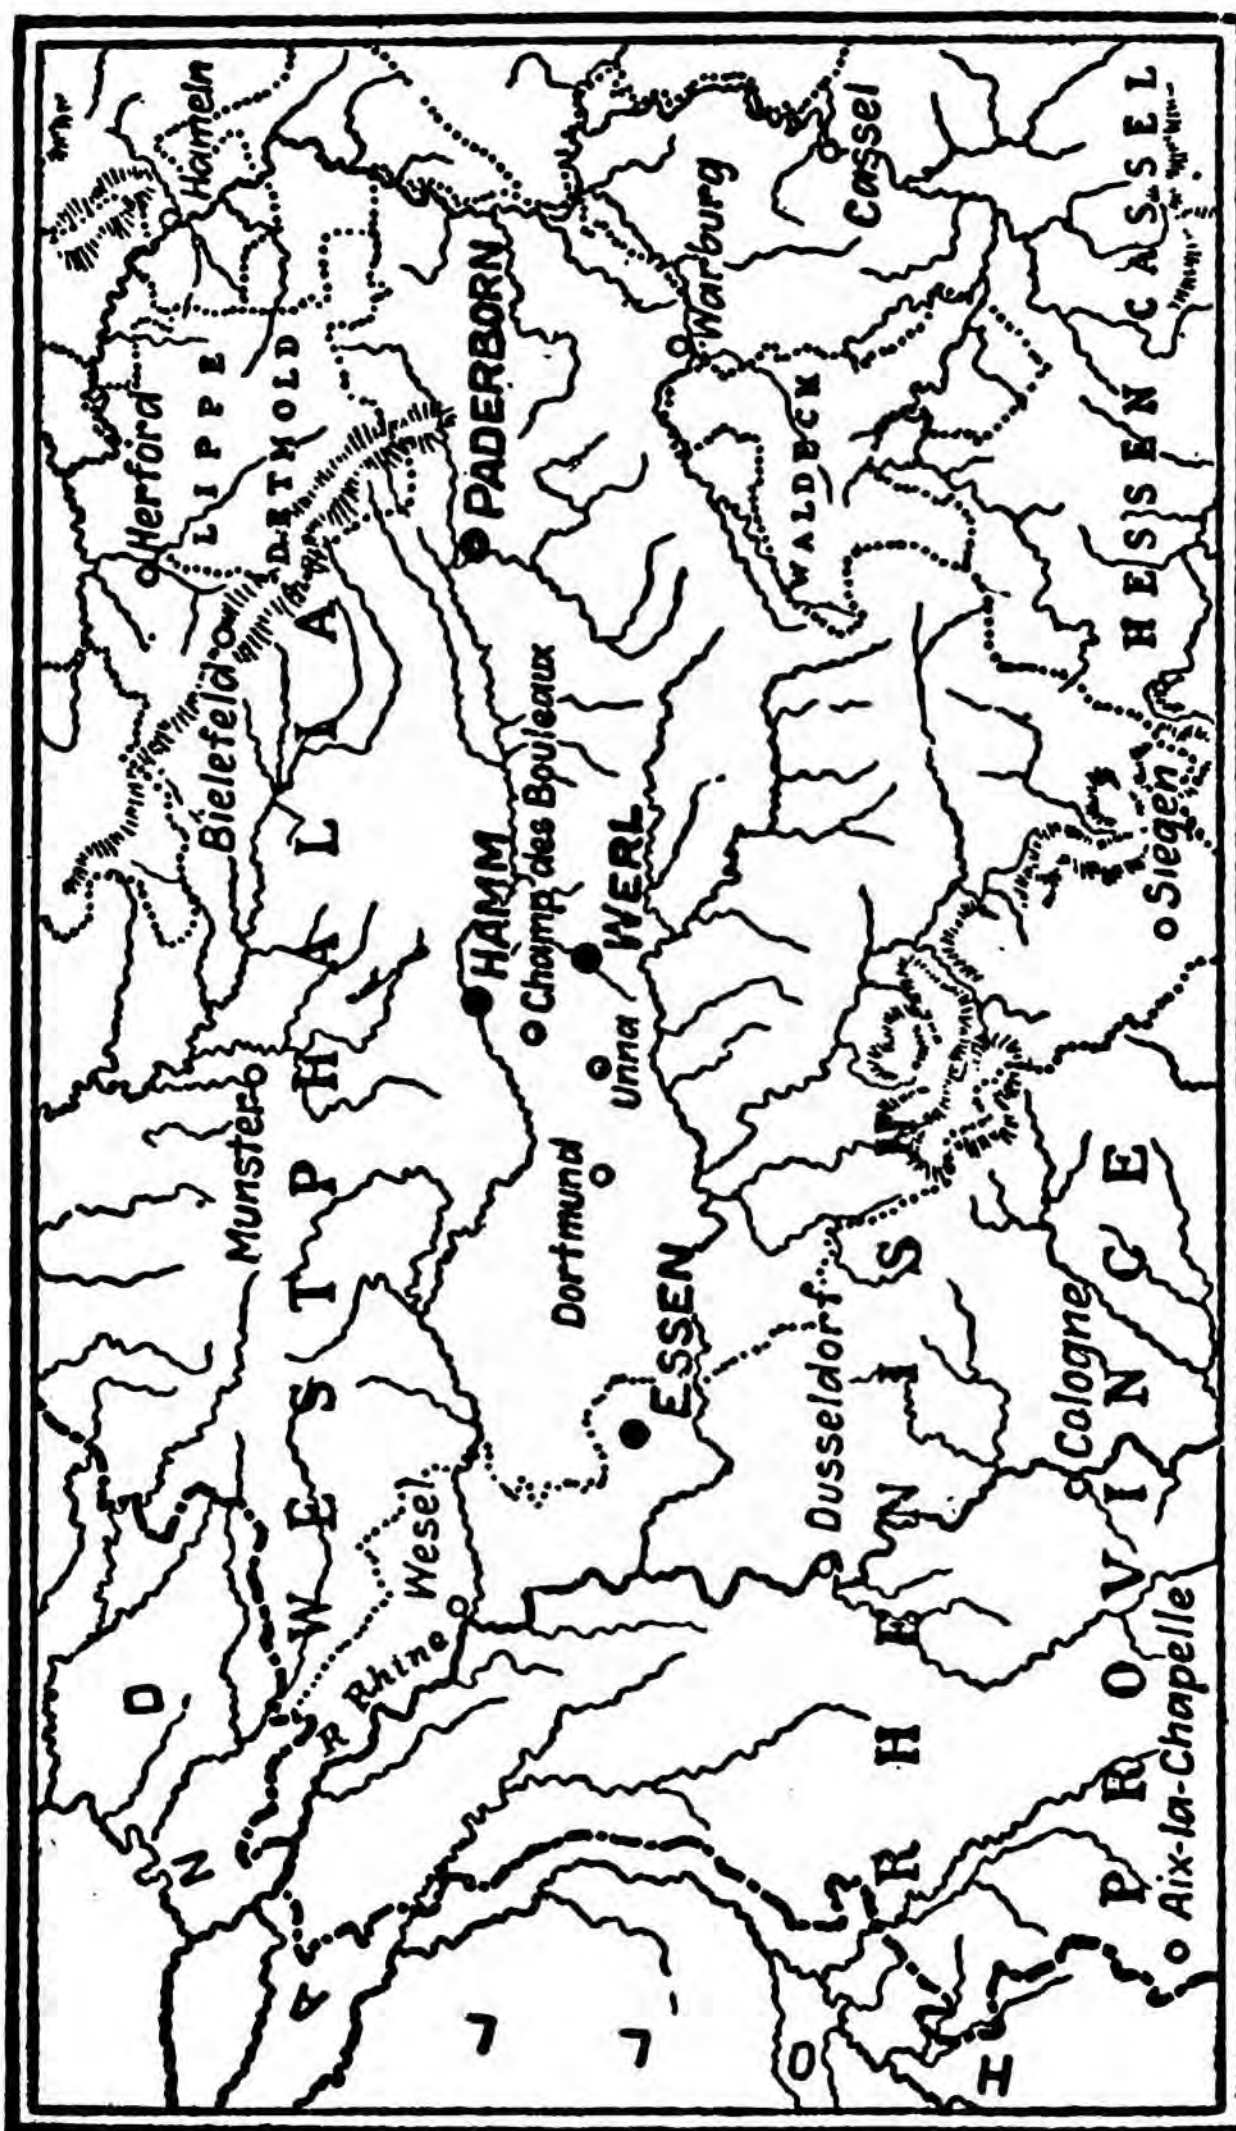 Hameln
Herford
LIPPE
DETMOLD
Bielefeld
PADERBORN
Warburg
Cassel
WALDECK
HESSEN CASSEL
HAMM
Champ des Bouleaux
WERL
Unna
Dortmund
Munster
WESTPHALIA
ESSEN
Siegen
Dusseldorf
Cologne
Wesel
R Rhine
RHENISH
PROVINCE
Aix-la-Chapelle
HOLLAND